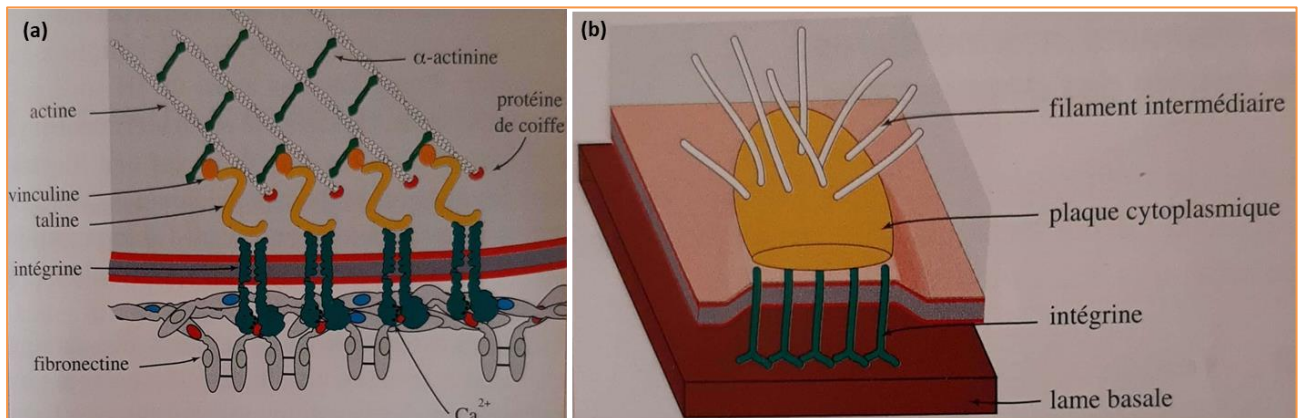 (a)
α-actinine
actine
protéine
de coiffe
vinculine
taline
intégrine
fibronectine
Ca²⁺
(b)
filament intermédiaire
plaque cytoplasmique
intégrine
lame basale